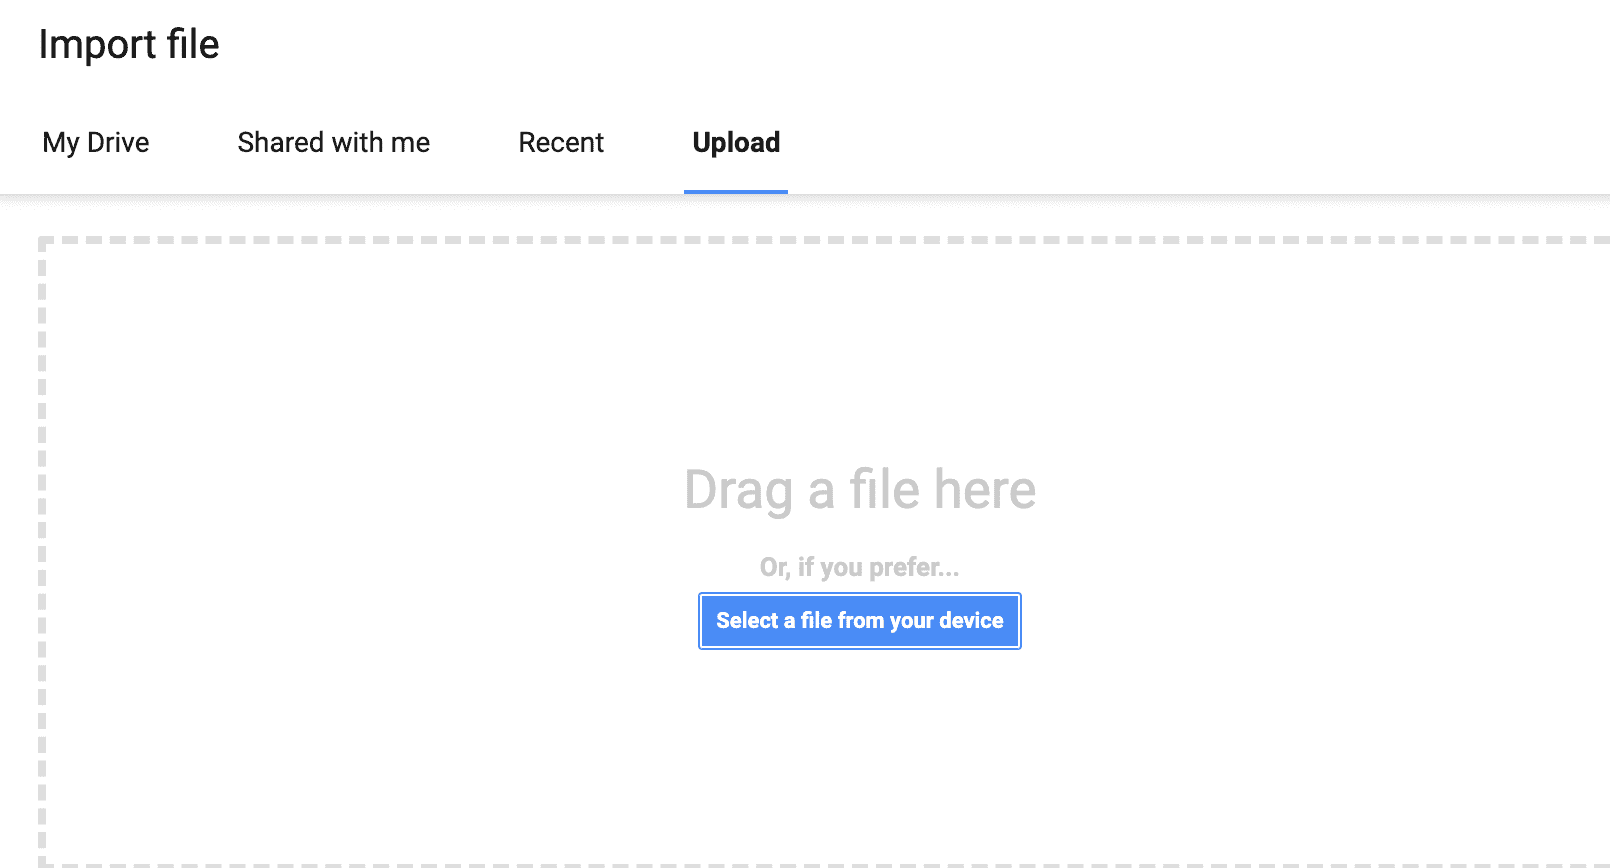 Import file
My Drive Shared with me Recent Upload
Drag a file here
Or, if you prefer...
Select a file from your device